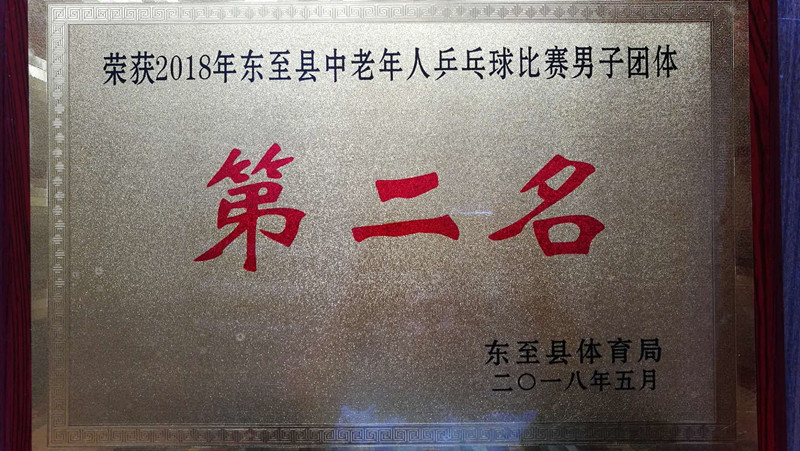 荣获2018年东至县中老年人乒乓球比赛男子团体
第二名
东至县体育局
二〇一八年五月